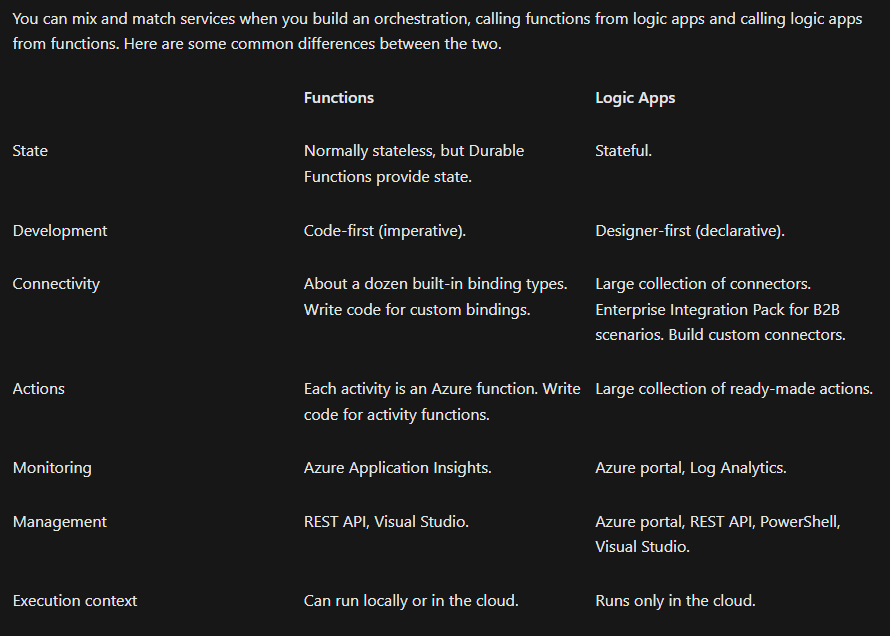 You can mix and match services when you build an orchestration, calling functions from logic apps and calling logic apps
from functions. Here are some common differences between the two.
Functions Logic Apps
State Normally stateless, but Durable Stateful.
Functions provide state.
Development Code-first (imperative). Designer-first (declarative).
Connectivity About a dozen built-in binding types. Large collection of connectors.
Write code for custom bindings. Enterprise Integration Pack for B2B
scenarios. Build custom connectors.
Actions Each activity is an Azure function. Write Large collection of ready-made actions.
code for activity functions.
Monitoring Azure Application Insights. Azure portal, Log Analytics.
Management REST API, Visual Studio. Azure portal, REST API, PowerShell,
Visual Studio.
Execution context Can run locally or in the cloud. Runs only in the cloud.